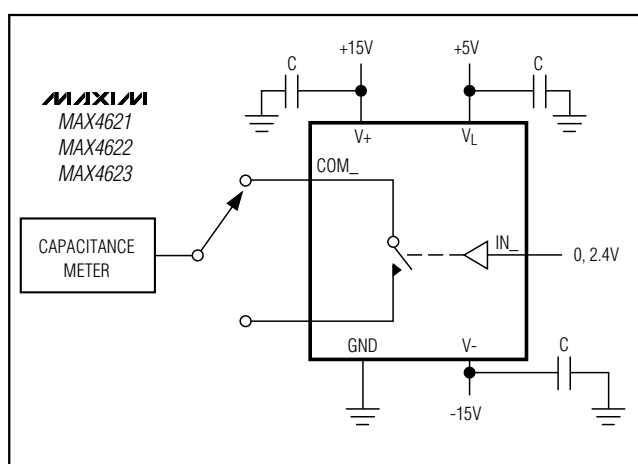 MAXIM
MAX4621
MAX4622
MAX4623
+15V
+5V
C
C
V+
VL
COM_
CAPACITANCE
METER
IN_
0, 2.4V
GND
V-
C
-15V